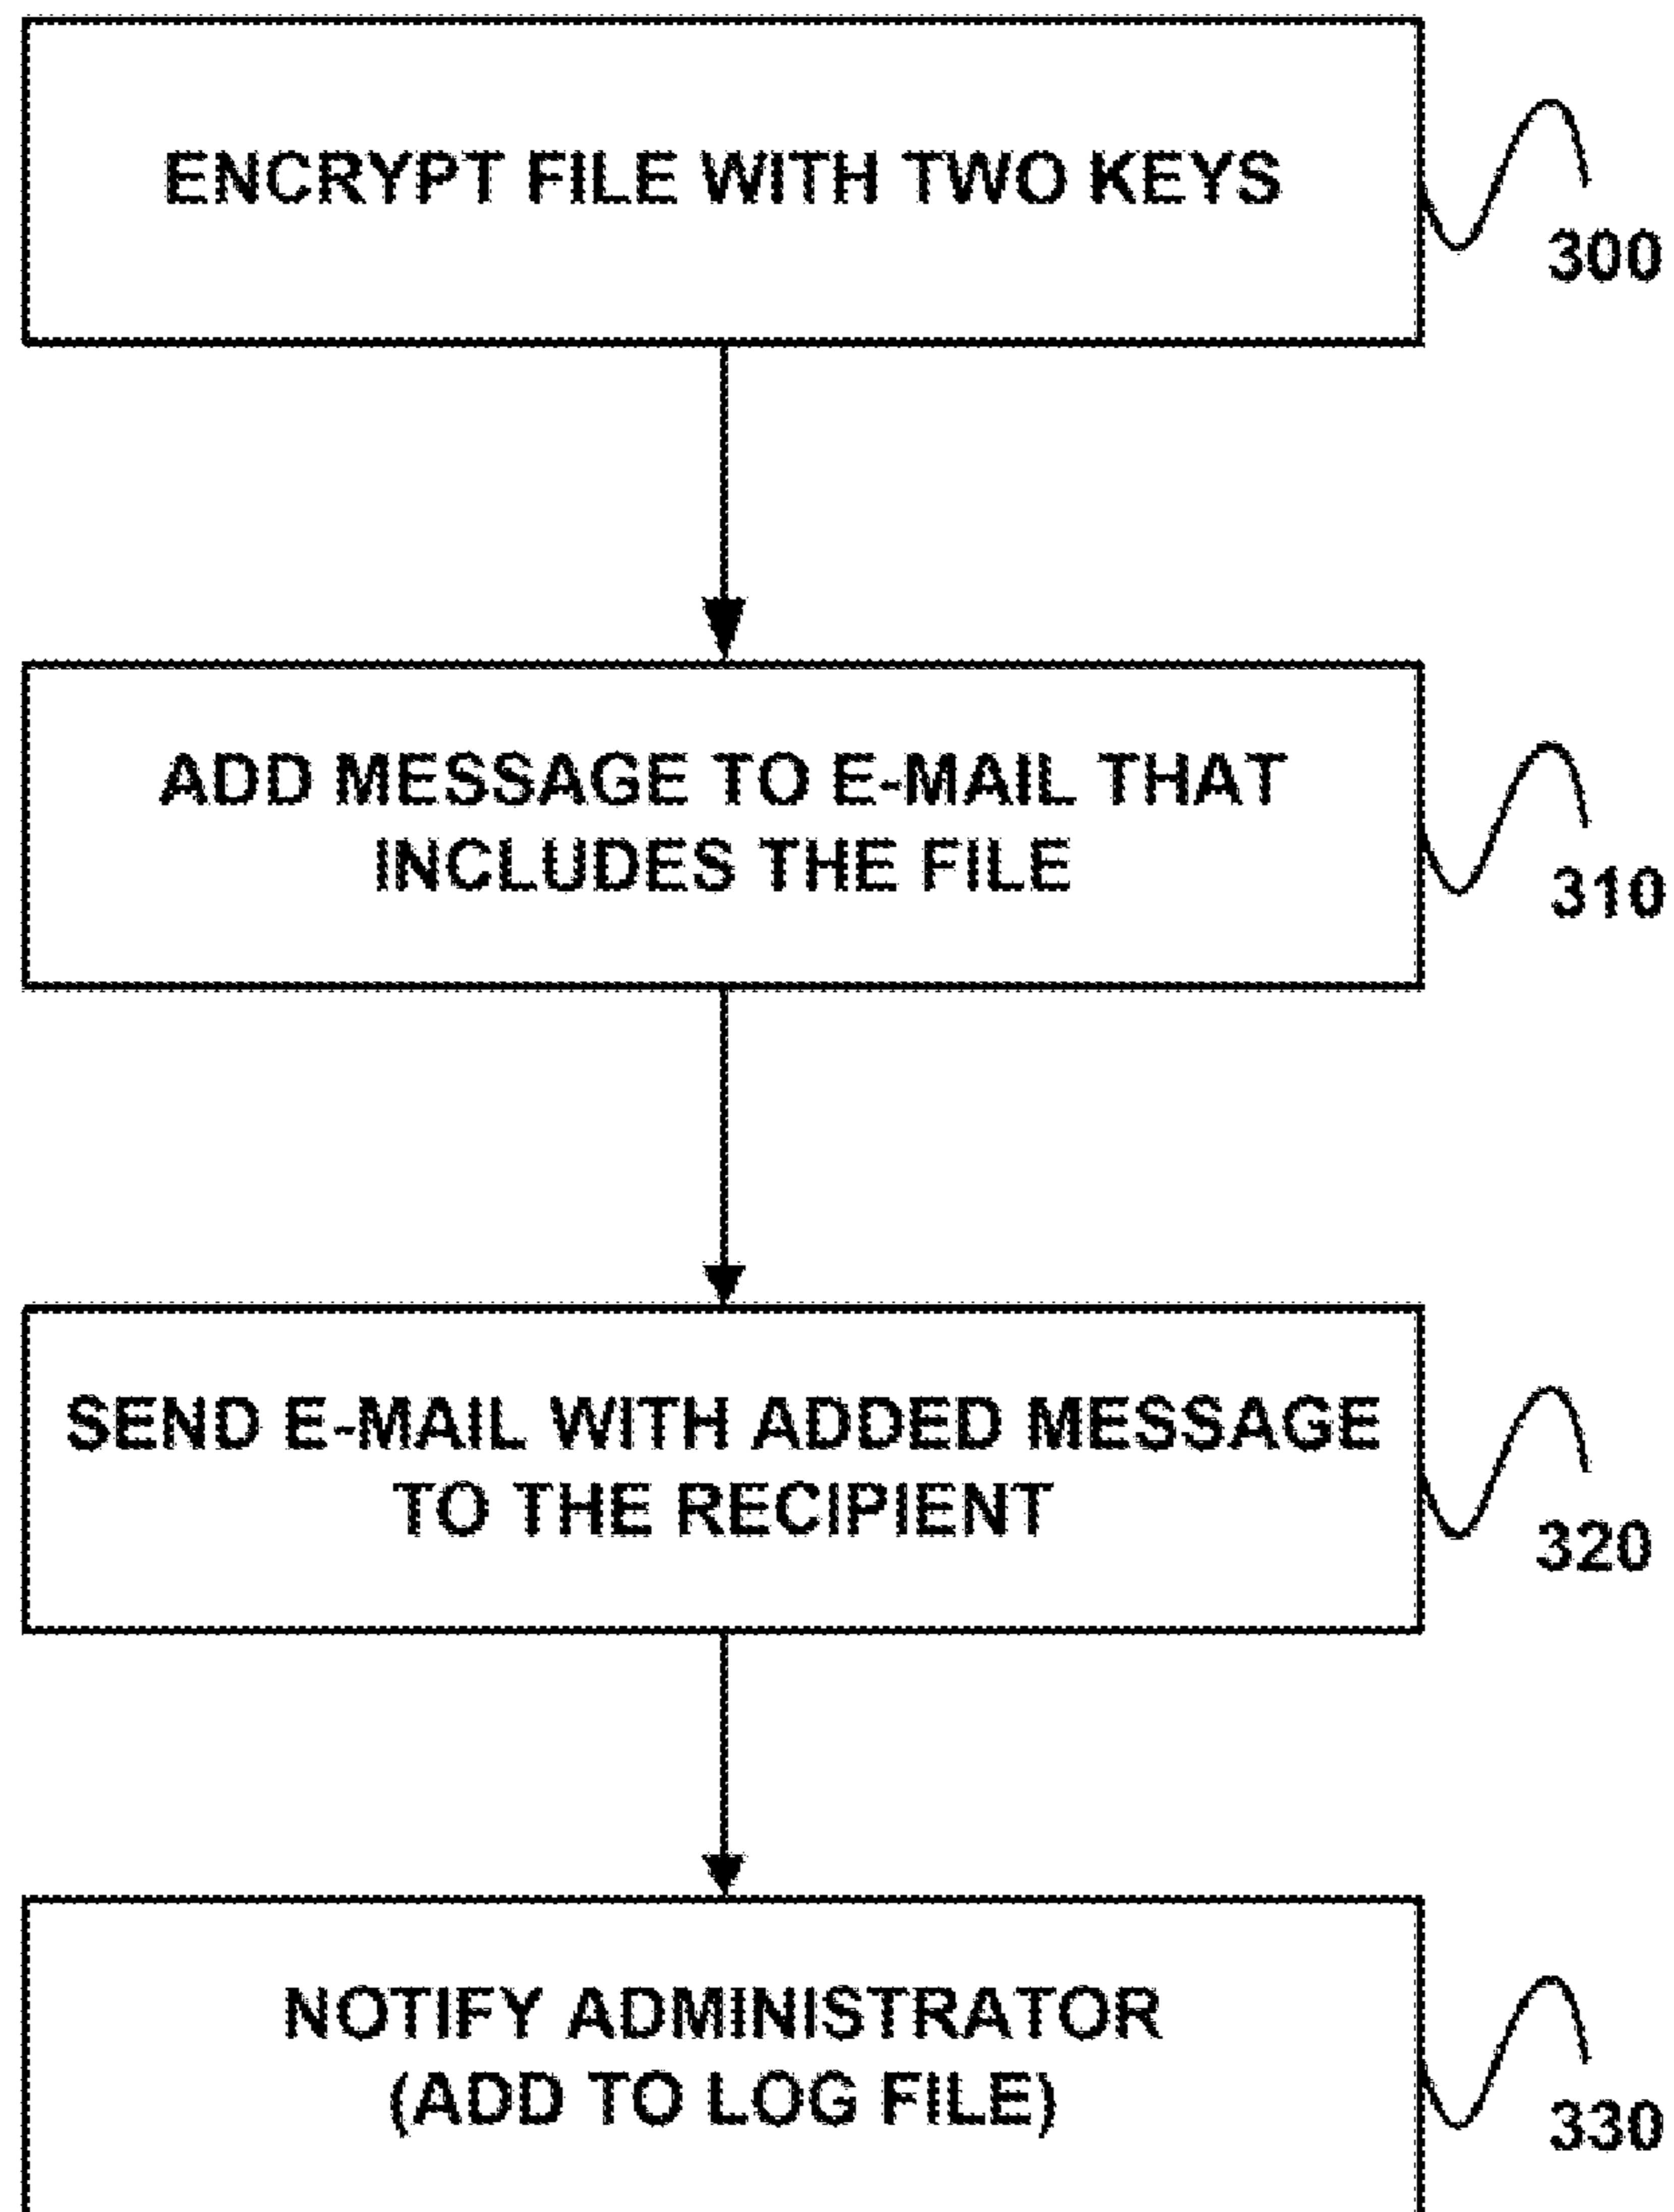 ENCRYPT FILE WITH TWO KEYS
300
ADD MESSAGE TO E-MAIL THAT
INCLUDES THE FILE
310
SEND E-MAIL WITH ADDED MESSAGE
TO THE RECIPIENT
320
NOTIFY ADMINISTRATOR
(ADD TO LOG FILE)
330